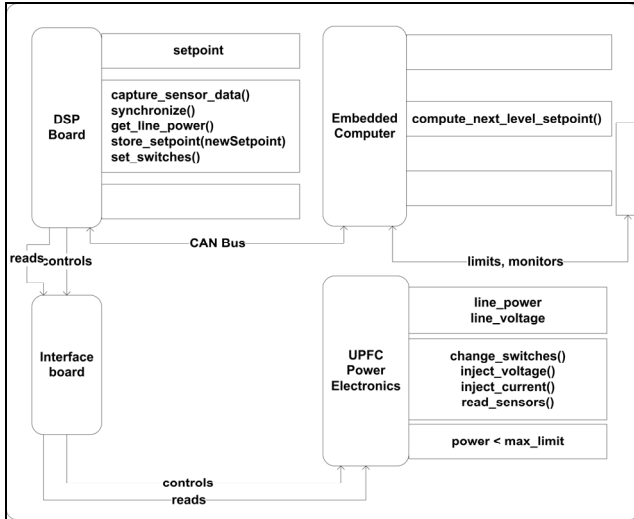 setpoint
DSP
Board
capture_sensor_data()
synchronize()
get_line_power()
store_setpoint(newSetpoint)
set_switches()
Embedded
Computer
compute_next_level_setpoint()
CAN Bus
reads
controls
limits, monitors
Interface
board
UPFC
Power
Electronics
line_power
line_voltage
change_switches()
inject_voltage()
inject_current()
read_sensors()
power < max_limit
controls
reads